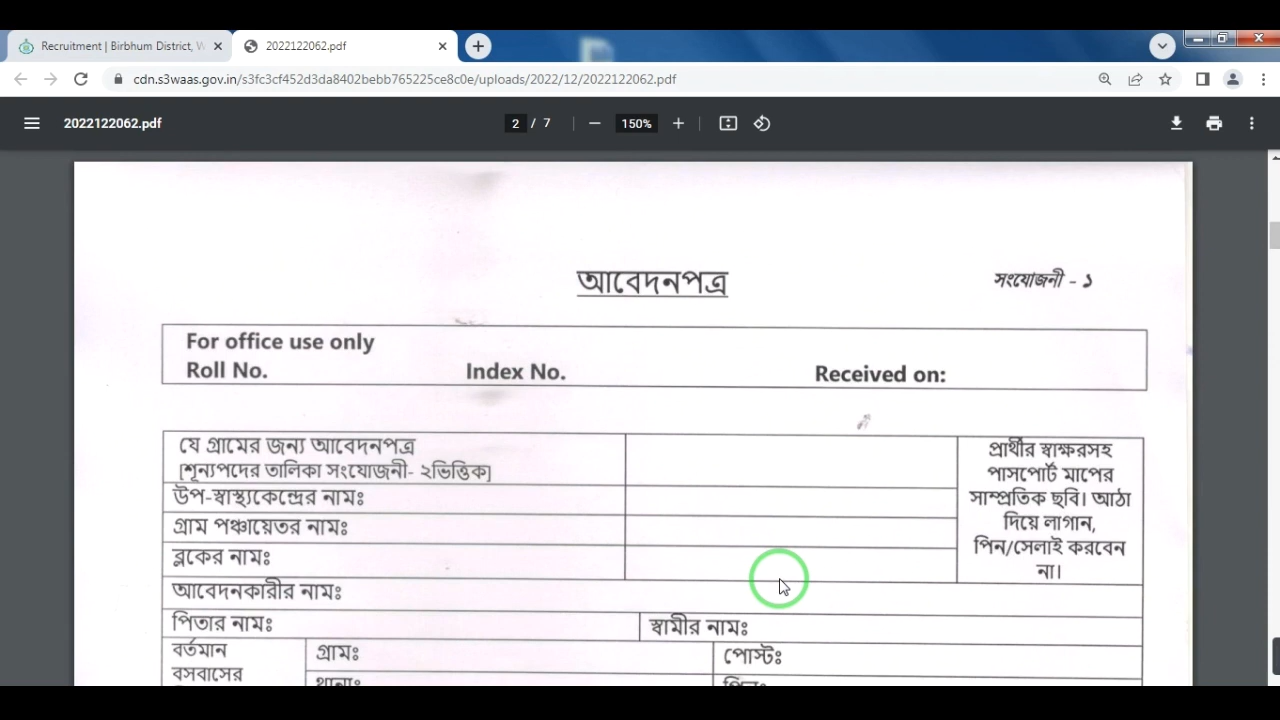 Recruitment | Birbhum District, W
2022122062.pdf
cdn.s3waas.gov.in/s3fc3cf452d3da8402bebb765225ce8c0e/uploads/2022/12/2022122062.pdf
2022122062.pdf
2 / 7
150%
আবেদনপত্র
সংযোজনী - ১
For office use only
Roll No. Index No. Received on:
যে গ্রামের জন্য আবেদনপত্র
[শূন্যপদের তালিকা সংযোজনী- ২ভিত্তিক]
উপ-স্বাস্থ্যকেন্দ্রের নামঃ
গ্রাম পঞ্চায়েতর নামঃ
ব্লকের নামঃ
প্রার্থীর স্বাক্ষরসহ
পাসপোর্ট মাপের
সাম্প্রতিক ছবি। আঠা
দিয়ে লাগান,
পিন/সেলাই করবেন
না।
আবেদনকারীর নামঃ
পিতার নামঃ স্বামীর নামঃ
বর্তমান
বসবাসের
গ্রামঃ পোস্টঃ
থানাঃ পিনঃ